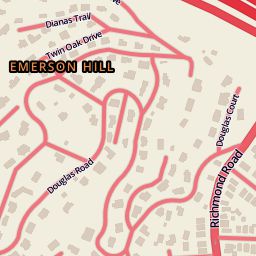 Dianas Trail
Twin Oak Drive
EMERSON HILL
Douglas Court
Douglas Road
Richmond Road